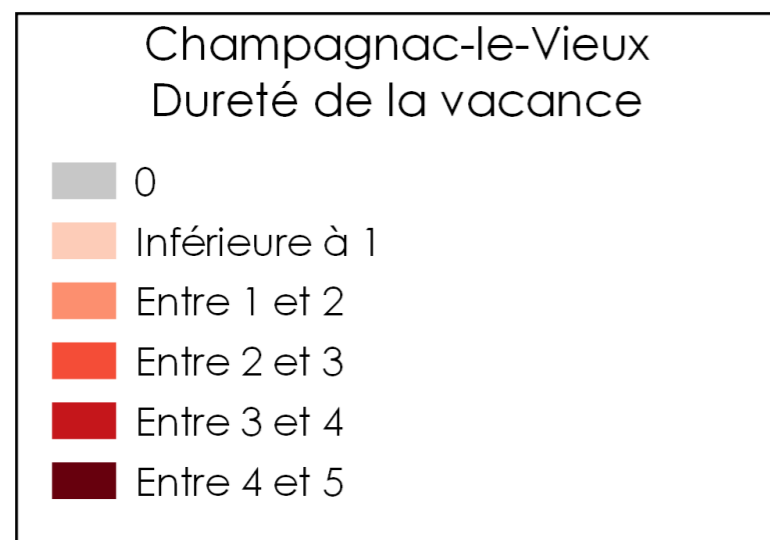 Champagnac-le-Vieux
Dureté de la vacance
0
Inférieure à 1
Entre 1 et 2
Entre 2 et 3
Entre 3 et 4
Entre 4 et 5